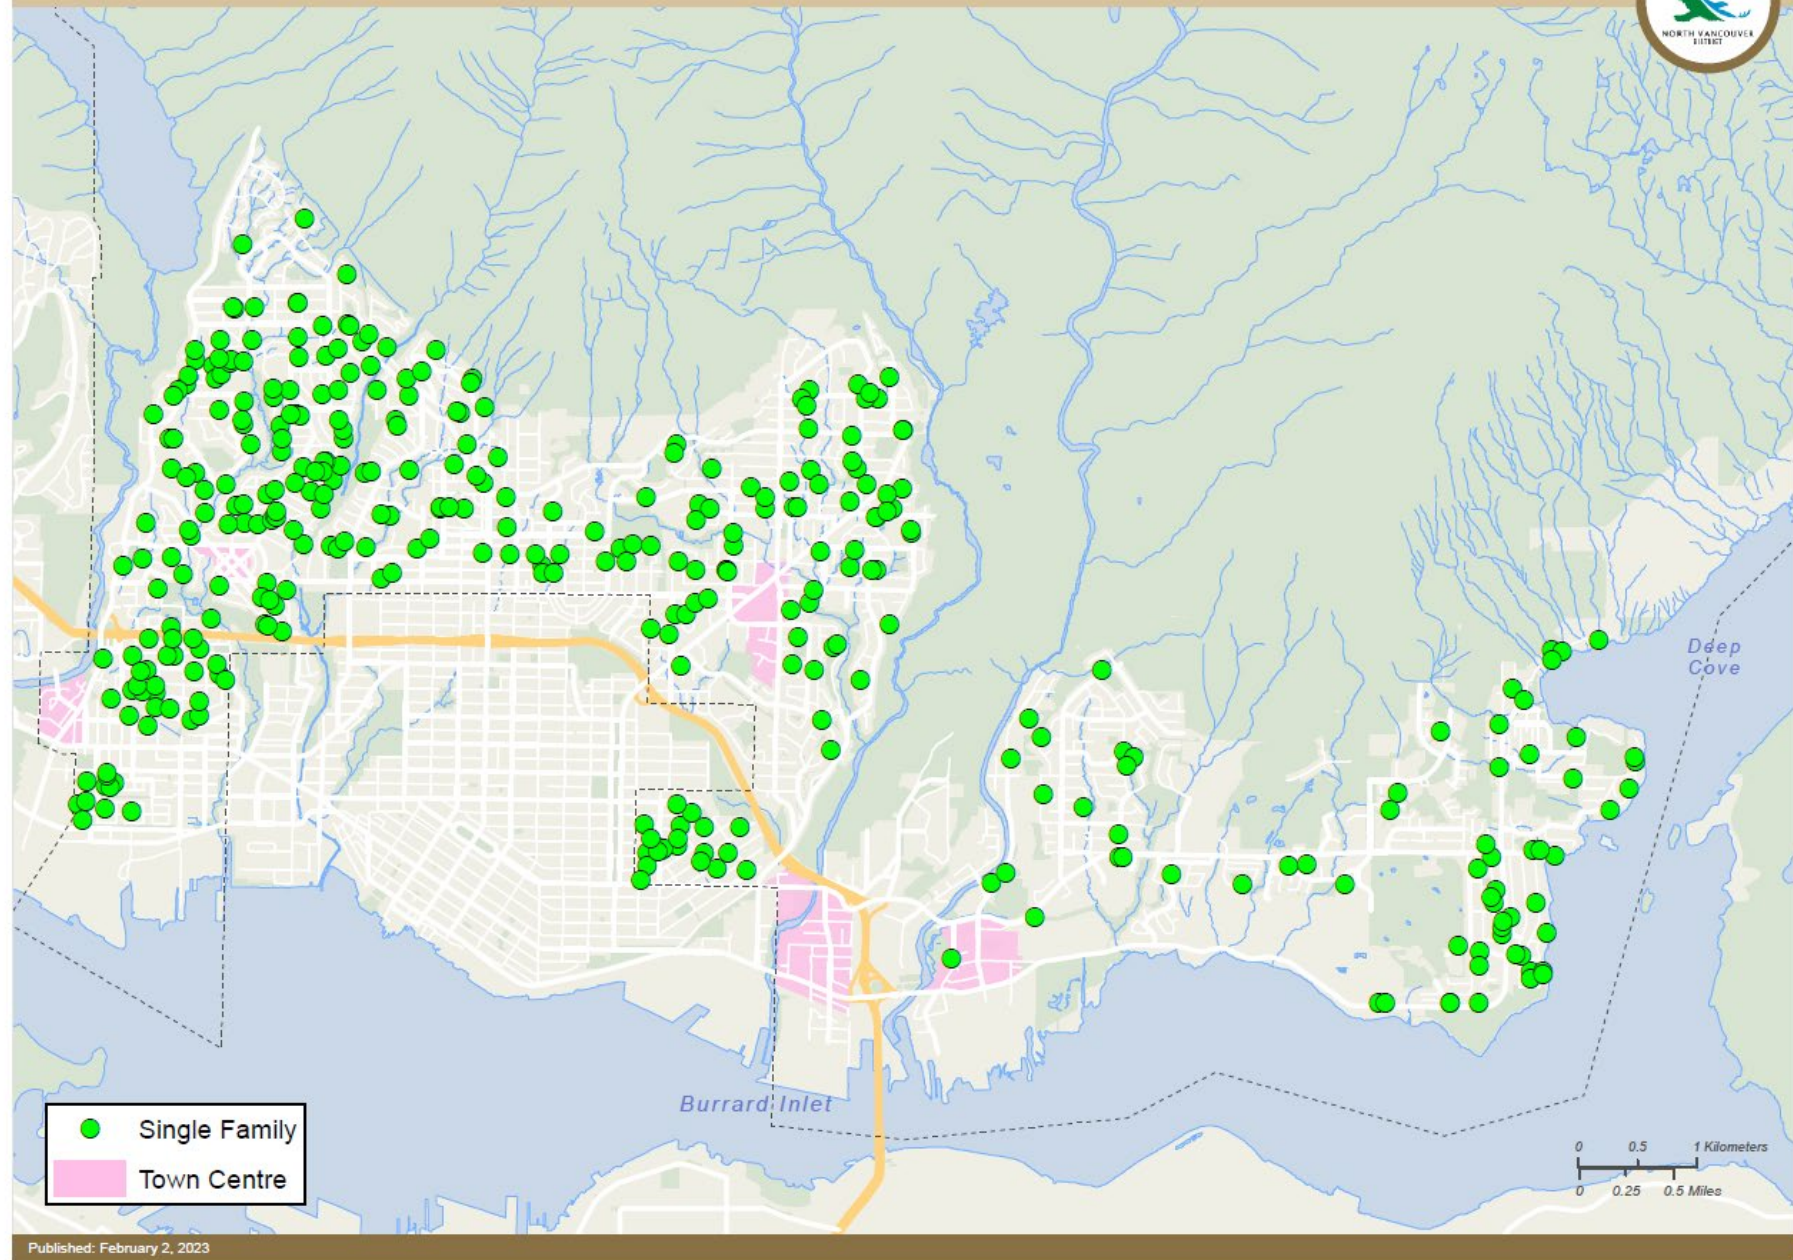 NORTH VANCOUVER
DISTRICT
Deep
Cove
Burrard Inlet
Single Family
Town Centre
0 0.5 1 Kilometers
0 0.25 0.5 Miles
Published: February 2, 2023